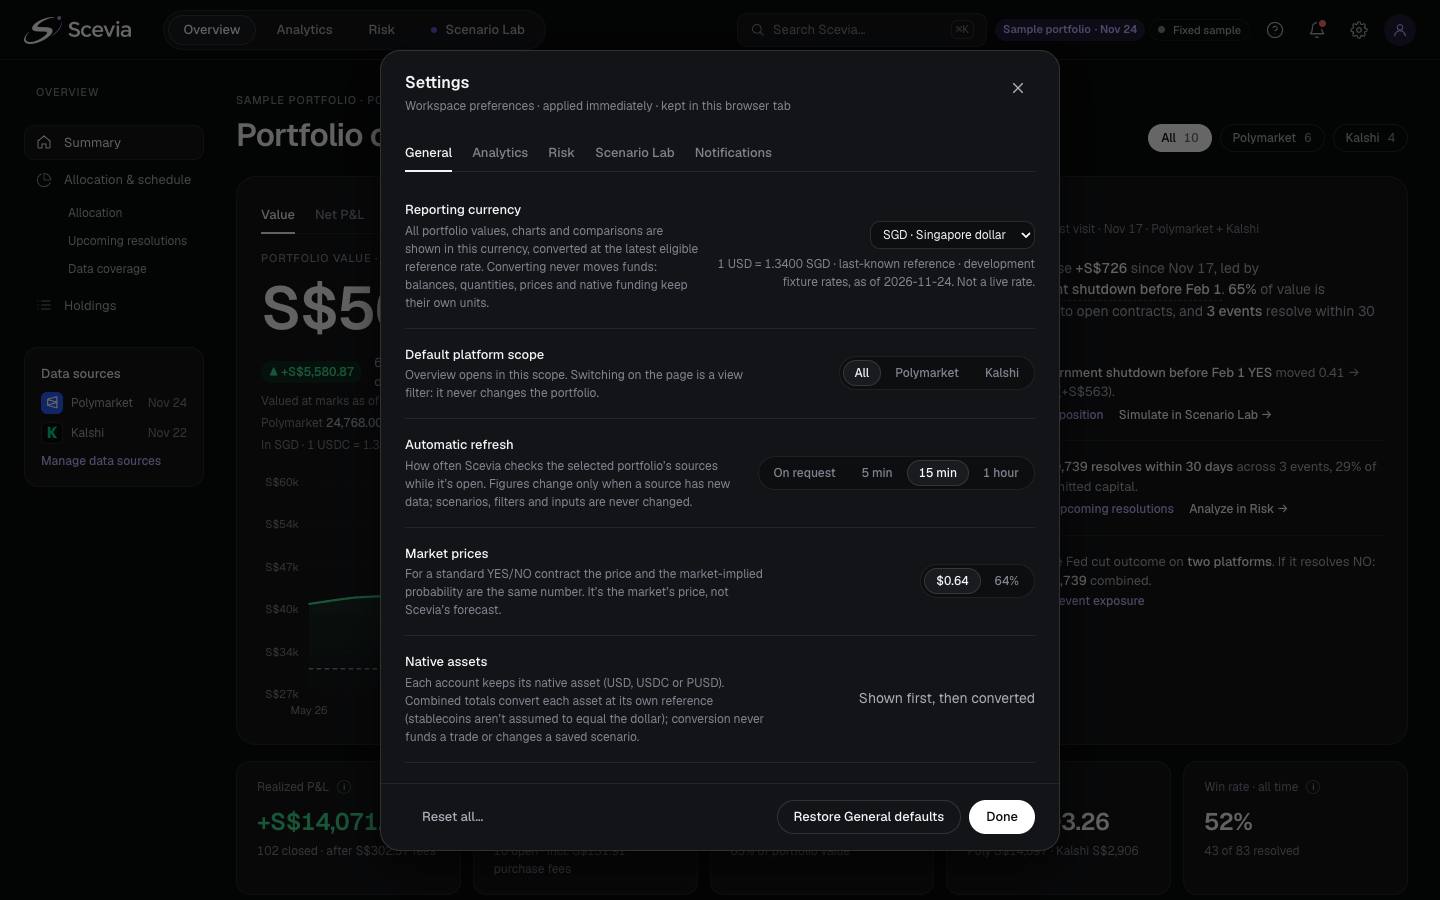 Scevia
Overview
Analytics
Risk
Scenario Lab
Search Scevia...
⌘K
Sample portfolio · Nov 24
Fixed sample
OVERVIEW
Summary
Allocation & schedule
Allocation
Upcoming resolutions
Data coverage
Holdings
Data sources
Polymarket Nov 24
Kalshi Nov 22
Manage data sources
SAMPLE PORTFOLIO
Portfolio
All 10
Polymarket 6
Kalshi 4
Value
Net P&L
PORTFOLIO VALUE ·
S$5
▲ +S$5,580.87
Valued at marks as of
Polymarket 24,768.00
In SGD · 1 USDC = 1.3
S$60k
S$54k
S$47k
S$40k
S$34k
S$27k
May 26
Settings
Workspace preferences · applied immediately · kept in this browser tab
General
Analytics
Risk
Scenario Lab
Notifications
Reporting currency
All portfolio values, charts and comparisons are
shown in this currency, converted at the latest eligible
reference rate. Converting never moves funds:
balances, quantities, prices and native funding keep
their own units.
SGD · Singapore dollar
1 USD = 1.3400 SGD · last-known reference · development
fixture rates, as of 2026-11-24. Not a live rate.
Default platform scope
Overview opens in this scope. Switching on the page is a view
filter: it never changes the portfolio.
All
Polymarket
Kalshi
Automatic refresh
How often Scevia checks the selected portfolio's sources
while it's open. Figures change only when a source has new
data; scenarios, filters and inputs are never changed.
On request
5 min
15 min
1 hour
Market prices
For a standard YES/NO contract the price and the market-implied
probability are the same number. It's the market's price, not
Scevia's forecast.
$0.64
64%
Native assets
Each account keeps its native asset (USD, USDC or PUSD).
Combined totals convert each asset at its own reference
(stablecoins aren't assumed to equal the dollar); conversion never
funds a trade or changes a saved scenario.
Shown first, then converted
Reset all...
Restore General defaults
Done
visit · Nov 17 · Polymarket + Kalshi
+S$726 since Nov 17, led by
shutdown before Feb 1. 65% of value is
to open contracts, and 3 events resolve within 30
shutdown before Feb 1 YES moved 0.41 →
(+S$563).
Simulate in Scenario Lab →
,739 resolves within 30 days across 3 events, 29% of
capital.
resolutions
Analyze in Risk →
Fed cut outcome on two platforms. If it resolves NO:
,739 combined.
event exposure
Realized P&L
+S$14,071.
102 closed · after S$302.57 fees
purchase fees
65% of portfolio value
3.26
Kalshi S$2,906
Win rate · all time
52%
43 of 83 resolved